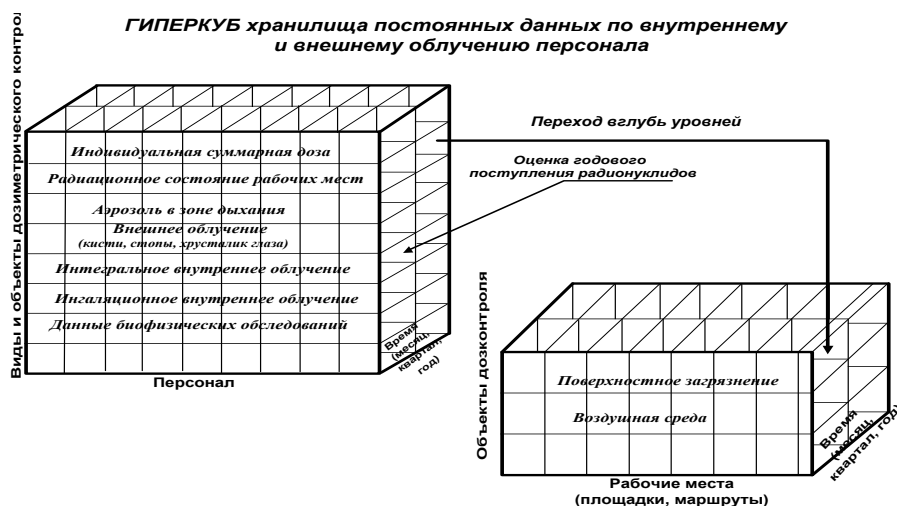 ГИПЕРКУБ хранилища постоянных данных по внутреннему
и внешнему облучению персонала
Виды и объекты дозиметрического контрол
Индивидуальная суммарная доза
Радиационное состояние рабочих мест
Аэрозоль в зоне дыхания
Внешнее облучение
(кисти, стопы, хрусталик глаза)
Интегральное внутреннее облучение
Ингаляционное внутреннее облучение
Данные биофизических обследований
Персонал
Время
(месяц,
квартал,
год)
Переход вглубь уровней
Оценка годового
поступления радионуклидов
Объекты дозконтроля
Поверхностное загрязнение
Воздушная среда
Рабочие места
(площадки, маршруты)
Время
(месяц,
квартал, год)